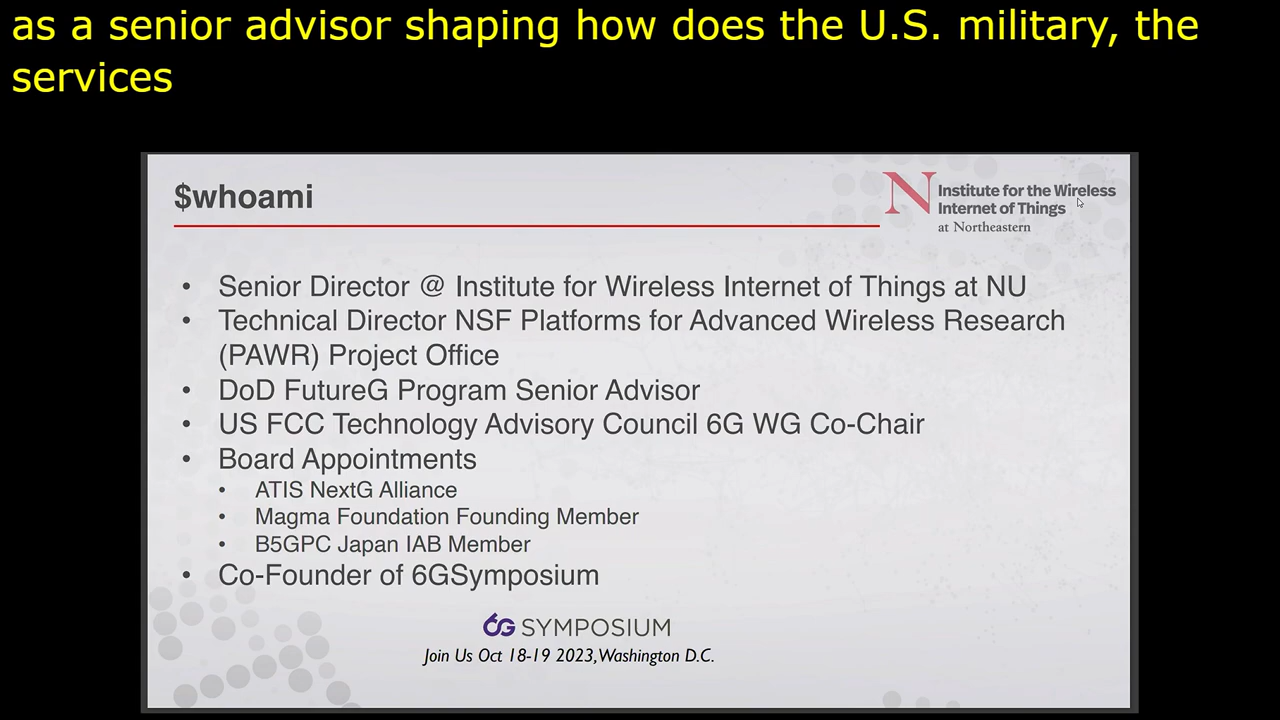 as a senior advisor shaping how does the U.S. military, the
services
$whoami
N
Institute for the Wireless
Internet of Things
at Northeastern
• Senior Director @ Institute for Wireless Internet of Things at NU
• Technical Director NSF Platforms for Advanced Wireless Research
(PAWR) Project Office
• DoD FutureG Program Senior Advisor
• US FCC Technology Advisory Council 6G WG Co-Chair
• Board Appointments
• ATIS NextG Alliance
• Magma Foundation Founding Member
• B5GPC Japan IAB Member
• Co-Founder of 6GSymposium
6G SYMPOSIUM
Join Us Oct 18-19 2023,Washington D.C.